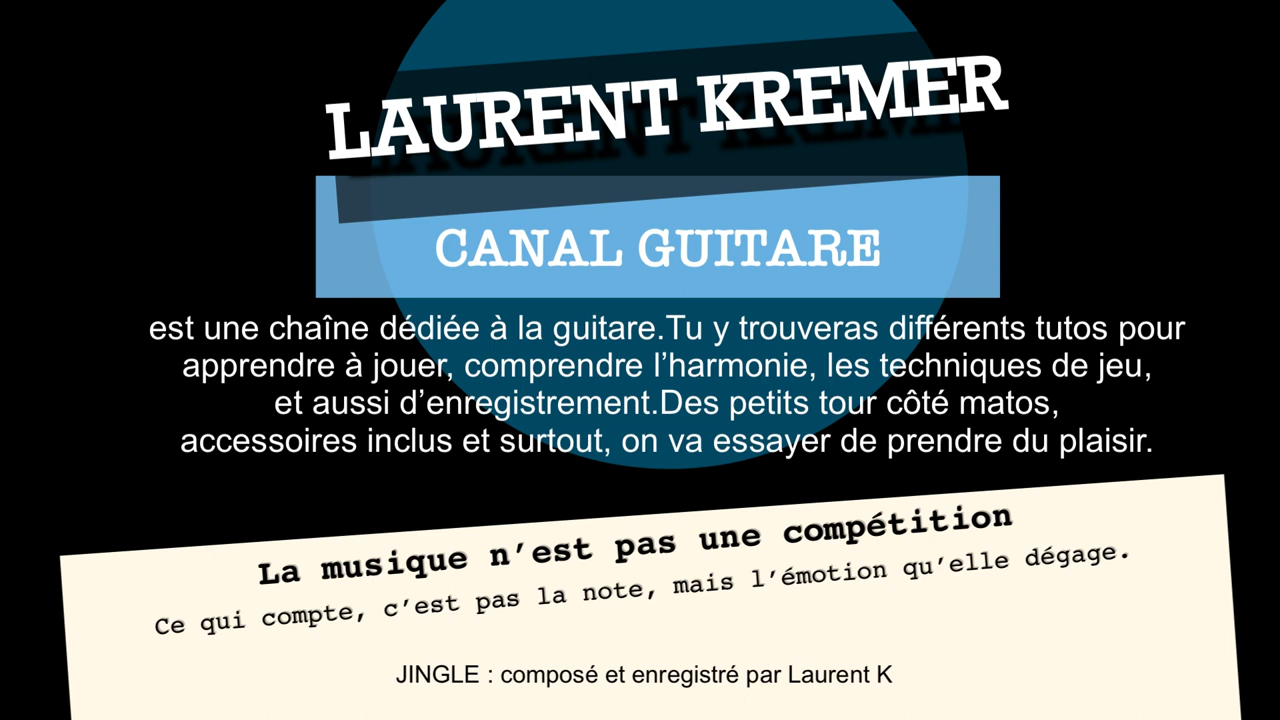 LAURENT KREMER
CANAL GUITARE
est une chaîne dédiée à la guitare.Tu y trouveras différents tutos pour
apprendre à jouer, comprendre l’harmonie, les techniques de jeu,
et aussi d’enregistrement.Des petits tour côté matos,
accessoires inclus et surtout, on va essayer de prendre du plaisir.
La musique n’est pas une compétition
Ce qui compte, c’est pas la note, mais l’émotion qu’elle dégage.
JINGLE : composé et enregistré par Laurent K